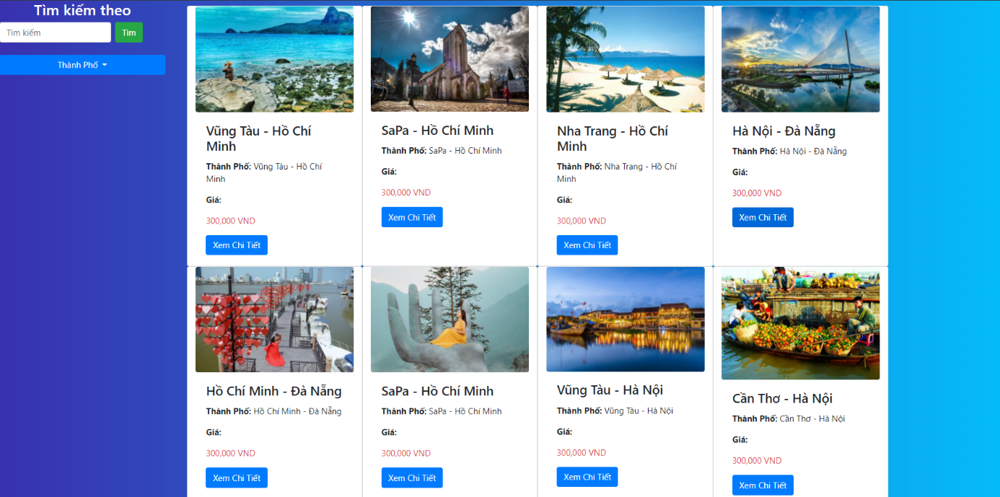 Tìm kiếm theo
Tìm kiếm
Tìm
Thành Phố
Vũng Tàu - Hồ Chí
Minh
Thành Phố: Vũng Tàu - Hồ Chí
Minh
Giá:
300,000 VND
Xem Chi Tiết
SaPa - Hồ Chí Minh
Thành Phố: SaPa - Hồ Chí Minh
Giá:
300,000 VND
Xem Chi Tiết
Nha Trang - Hồ Chí
Minh
Thành Phố: Nha Trang - Hồ Chí
Minh
Giá:
300,000 VND
Xem Chi Tiết
Hà Nội - Đà Nẵng
Thành Phố: Hà Nội - Đà Nẵng
Giá:
300,000 VND
Xem Chi Tiết
Hồ Chí Minh - Đà Nẵng
Thành Phố: Hồ Chí Minh - Đà Nẵng
Giá:
300,000 VND
Xem Chi Tiết
SaPa - Hồ Chí Minh
Thành Phố: SaPa - Hồ Chí Minh
Giá:
300,000 VND
Xem Chi Tiết
Vũng Tàu - Hà Nội
Thành Phố: Vũng Tàu - Hà Nội
Giá:
300,000 VND
Xem Chi Tiết
Cần Thơ - Hà Nội
Thành Phố: Cần Thơ - Hà Nội
Giá:
300,000 VND
Xem Chi Tiết